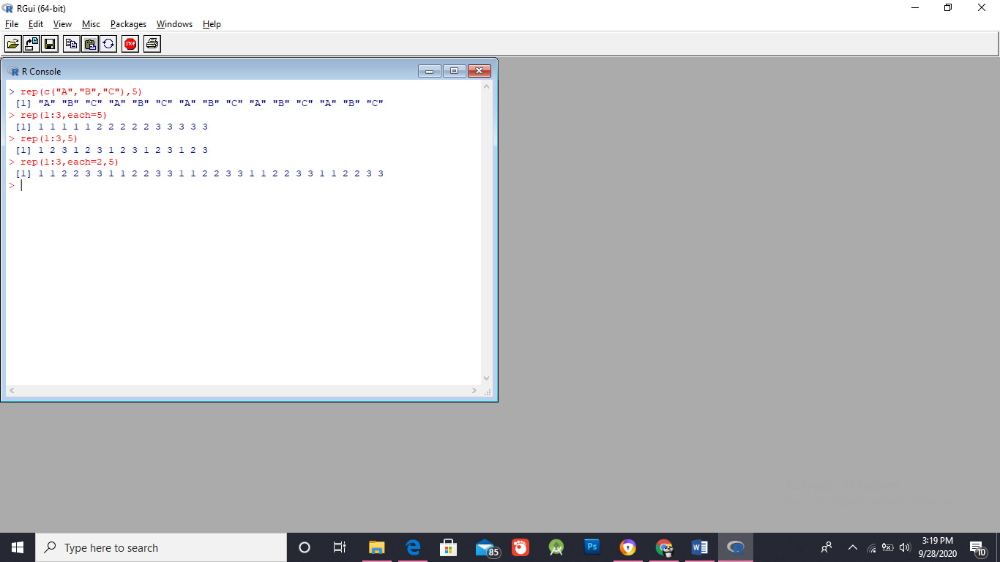 RGui (64-bit)
File Edit View Misc Packages Windows Help
STOP
R Console
> rep(c("A","B","C"),5)
[1] "A" "B" "C" "A" "B" "C" "A" "B" "C" "A" "B" "C" "A" "B" "C"
> rep(1:3,each=5)
[1] 1 1 1 1 1 2 2 2 2 2 3 3 3 3 3
> rep(1:3,5)
[1] 1 2 3 1 2 3 1 2 3 1 2 3 1 2 3
> rep(1:3,each=2,5)
[1] 1 1 2 2 3 3 1 1 2 2 3 3 1 1 2 2 3 3 1 1 2 2 3 3 1 1 2 2 3 3
>
Type here to search
85
Ps
W
3:19 PM
9/28/2020
10